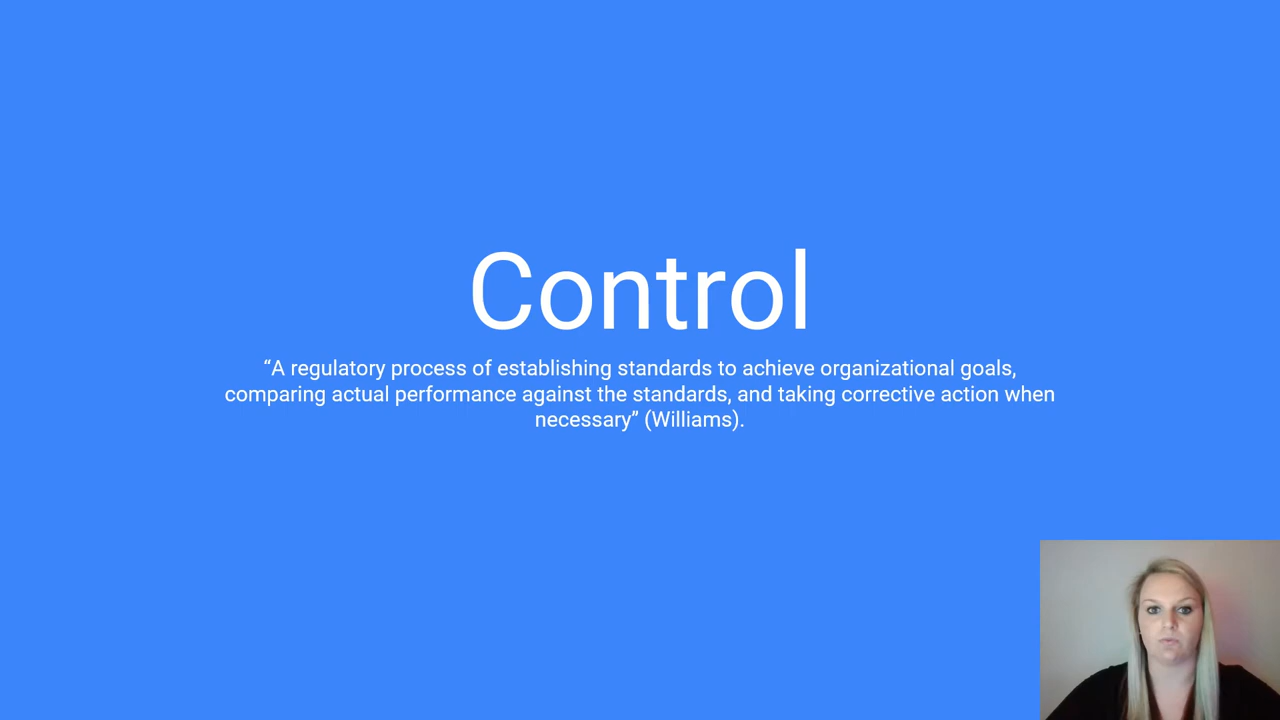 Control
“A regulatory process of establishing standards to achieve organizational goals,
comparing actual performance against the standards, and taking corrective action when
necessary” (Williams).